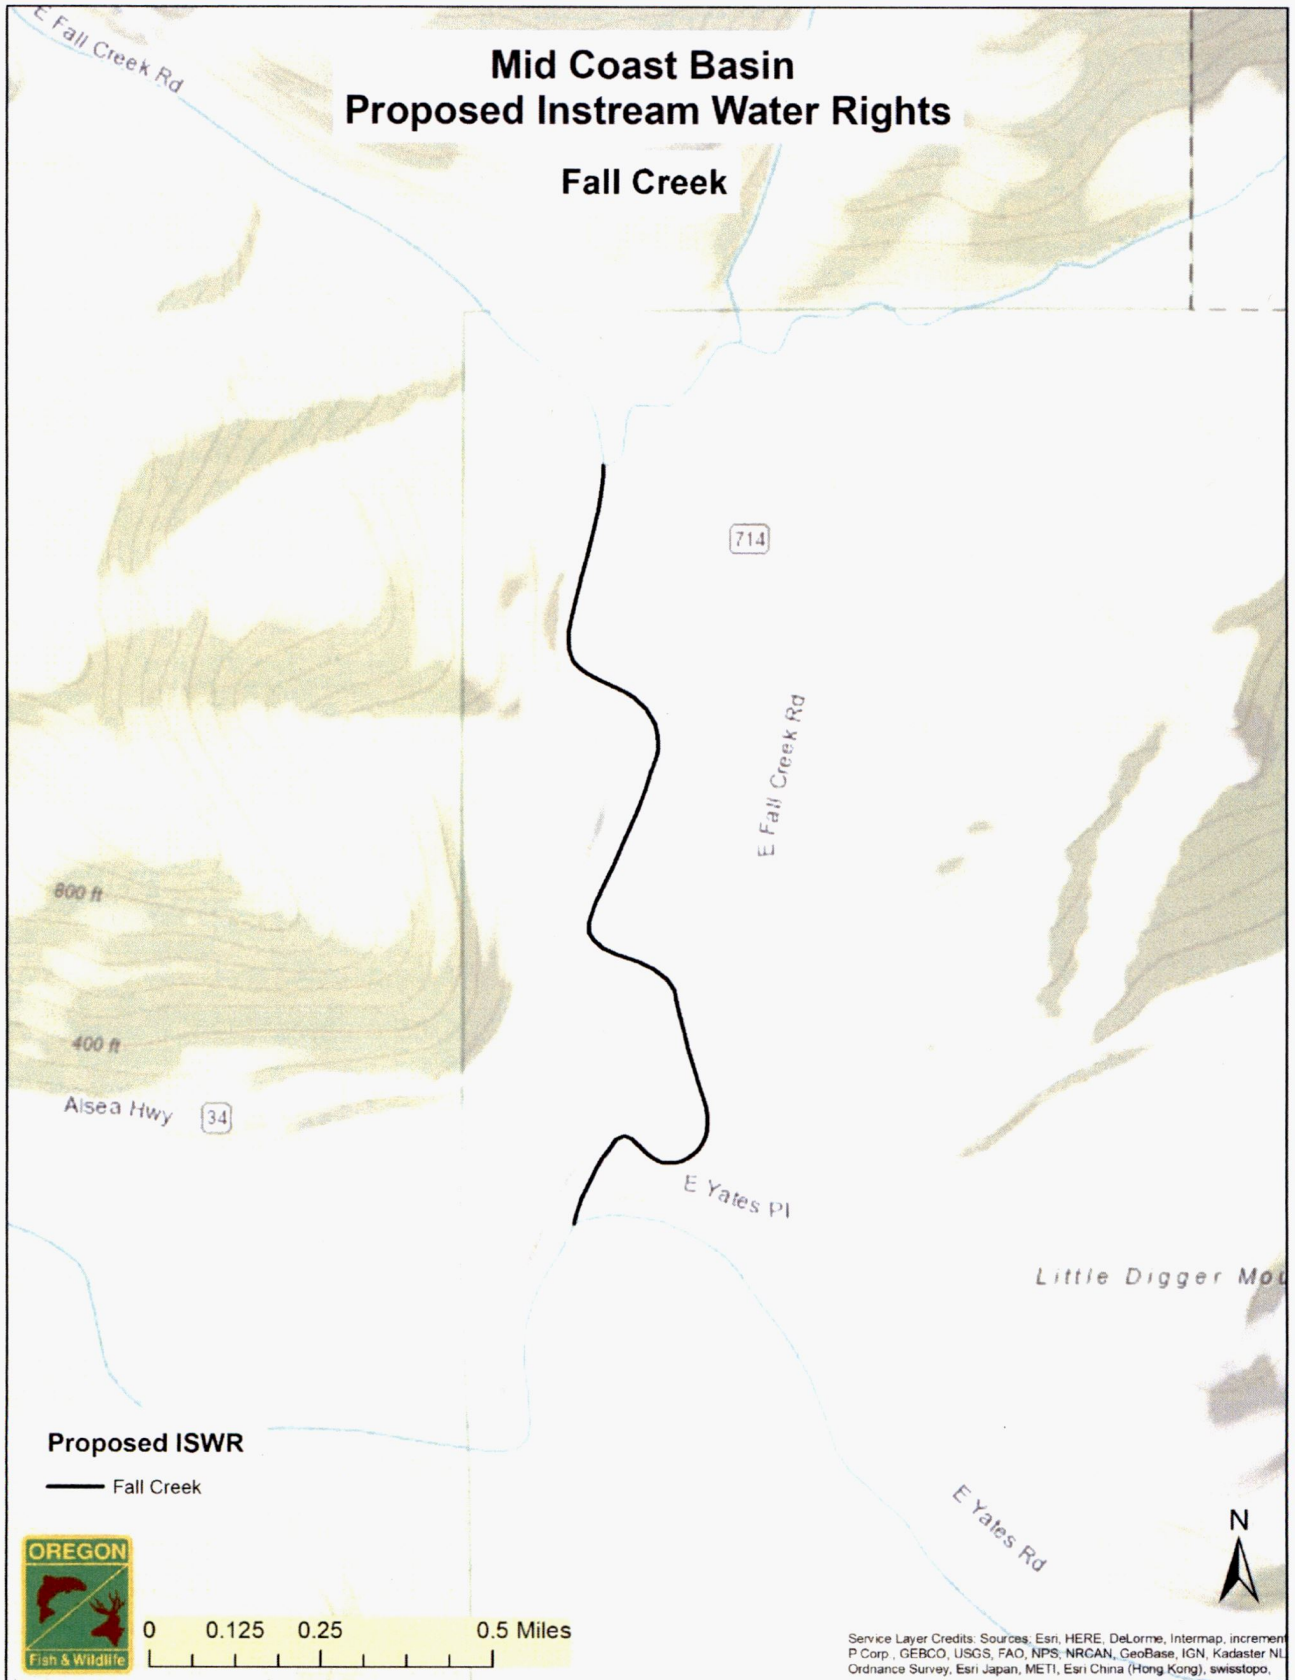 E Fall Creek Rd
Mid Coast Basin
Proposed Instream Water Rights
Fall Creek
714
E Fall Creek Rd
800 ft
400 ft
Alsea Hwy
34
E Yates Pl
Little Digger Mou
Proposed ISWR
Fall Creek
E Yates Rd
N
OREGON
Fish & Wildlife
0 0.125 0.25 0.5 Miles
Service Layer Credits: Sources: Esri, HERE, DeLorme, Intermap, increment
P Corp., GEBCO, USGS, FAO, NPS, NRCAN, GeoBase, IGN, Kadaster NL
Ordnance Survey, Esri Japan, METI, Esri China (Hong Kong), swisstopo,